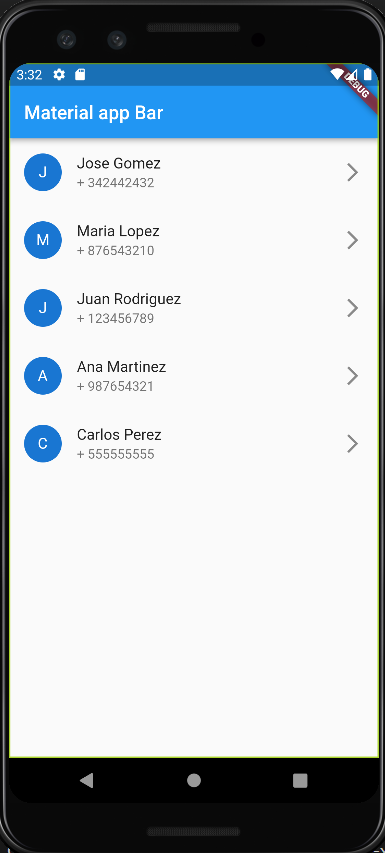 3:32
DEBUG
Material app Bar
J
Jose Gomez
+ 342442432
M
Maria Lopez
+ 876543210
J
Juan Rodriguez
+ 123456789
A
Ana Martinez
+ 987654321
C
Carlos Perez
+ 555555555